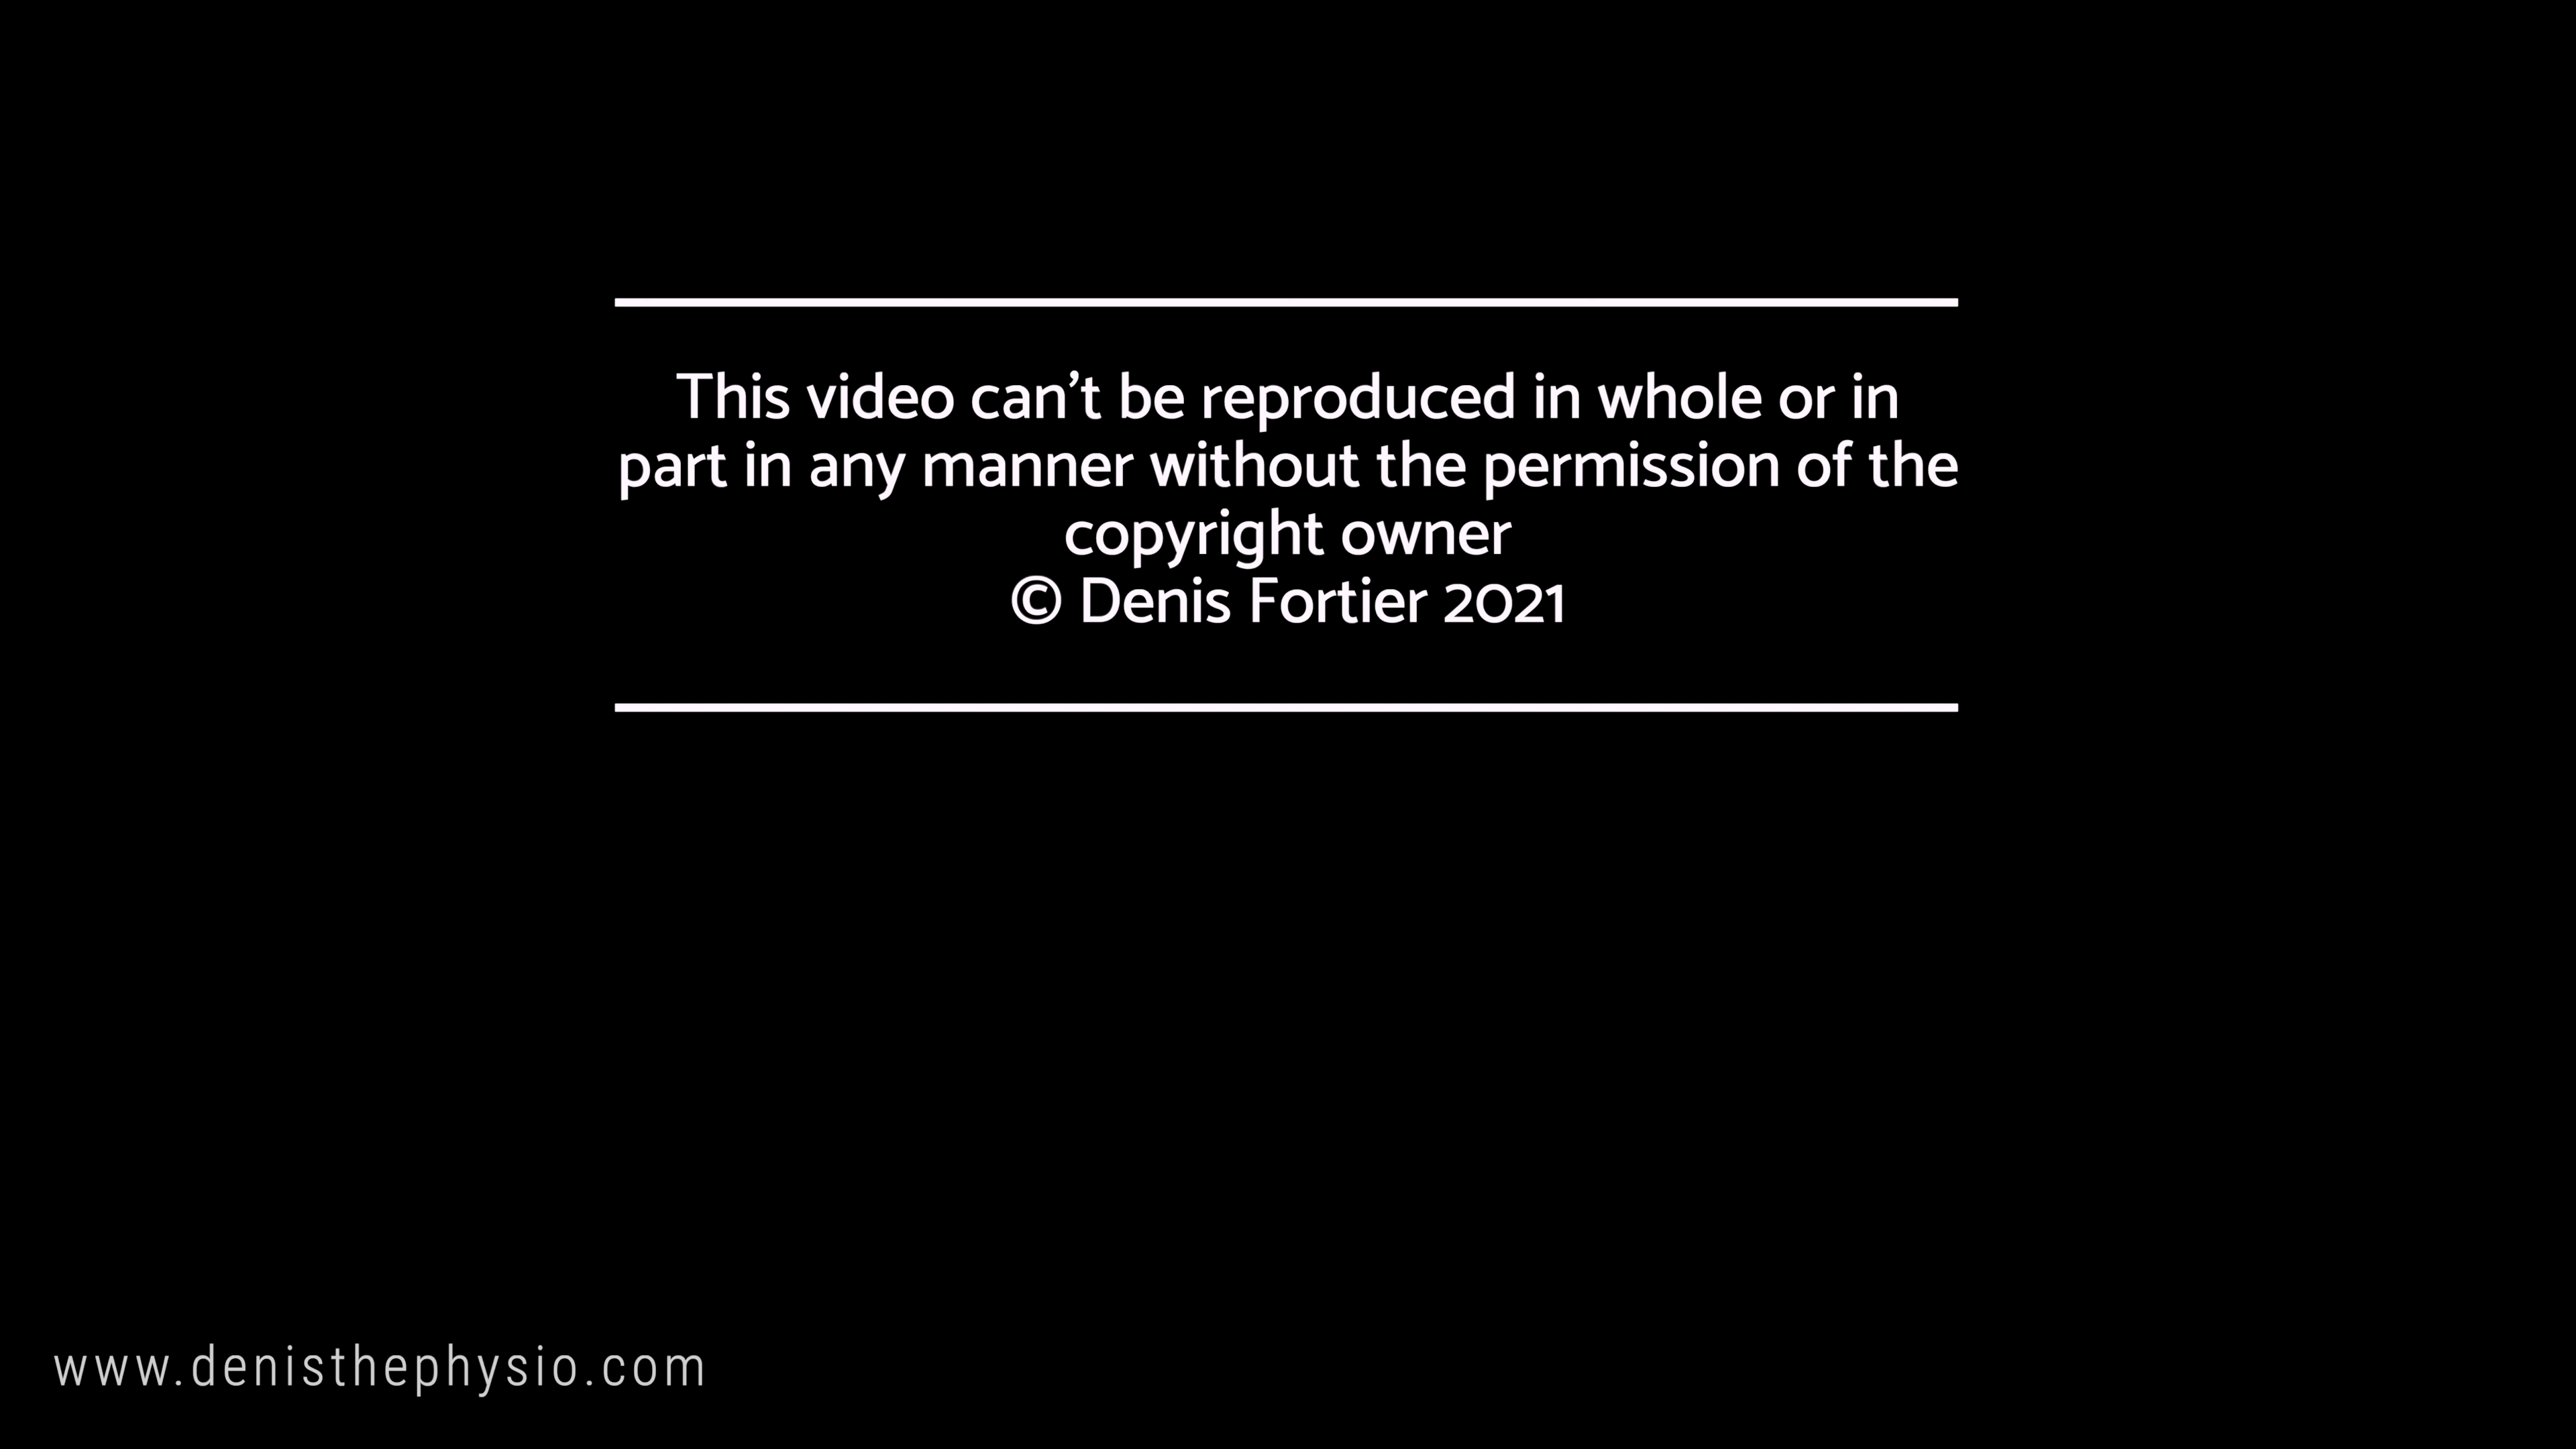 This video can’t be reproduced in whole or in
part in any manner without the permission of the
copyright owner
© Denis Fortier 2021
www.denisthephysio.com